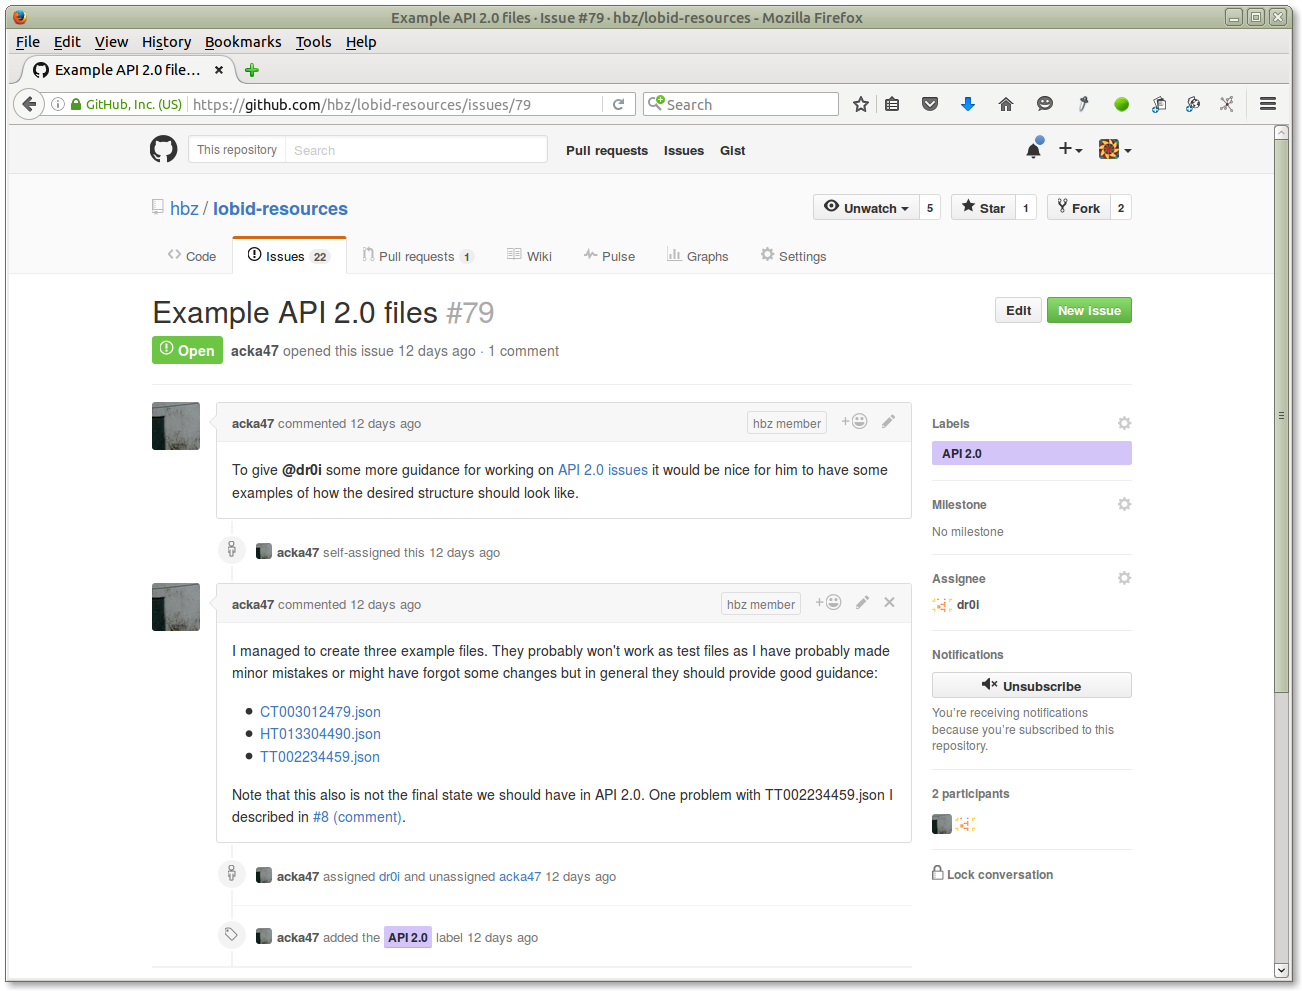 Example API 2.0 files · Issue #79 · hbz/lobid-resources - Mozilla Firefox
File Edit View History Bookmarks Tools Help
Example API 2.0 file...
GitHub, Inc. (US) https://github.com/hbz/lobid-resources/issues/79 Search
This repository Search Pull requests Issues Gist
hbz / lobid-resources Unwatch 5 Star 1 Fork 2
Code Issues 22 Pull requests 1 Wiki Pulse Graphs Settings
Example API 2.0 files #79 Edit New issue
Open acka47 opened this issue 12 days ago · 1 comment
acka47 commented 12 days ago hbz member
To give @dr0i some more guidance for working on API 2.0 issues it would be nice for him to have some
examples of how the desired structure should look like.
acka47 self-assigned this 12 days ago
acka47 commented 12 days ago hbz member
I managed to create three example files. They probably won't work as test files as I have probably made
minor mistakes or might have forgot some changes but in general they should provide good guidance:
CT003012479.json
HT013304490.json
TT002234459.json
Note that this also is not the final state we should have in API 2.0. One problem with TT002234459.json I
described in #8 (comment).
acka47 assigned dr0i and unassigned acka47 12 days ago
acka47 added the API 2.0 label 12 days ago
Labels
API 2.0
Milestone
No milestone
Assignee
dr0i
Notifications
Unsubscribe
You're receiving notifications
because you're subscribed to this
repository.
2 participants
Lock conversation